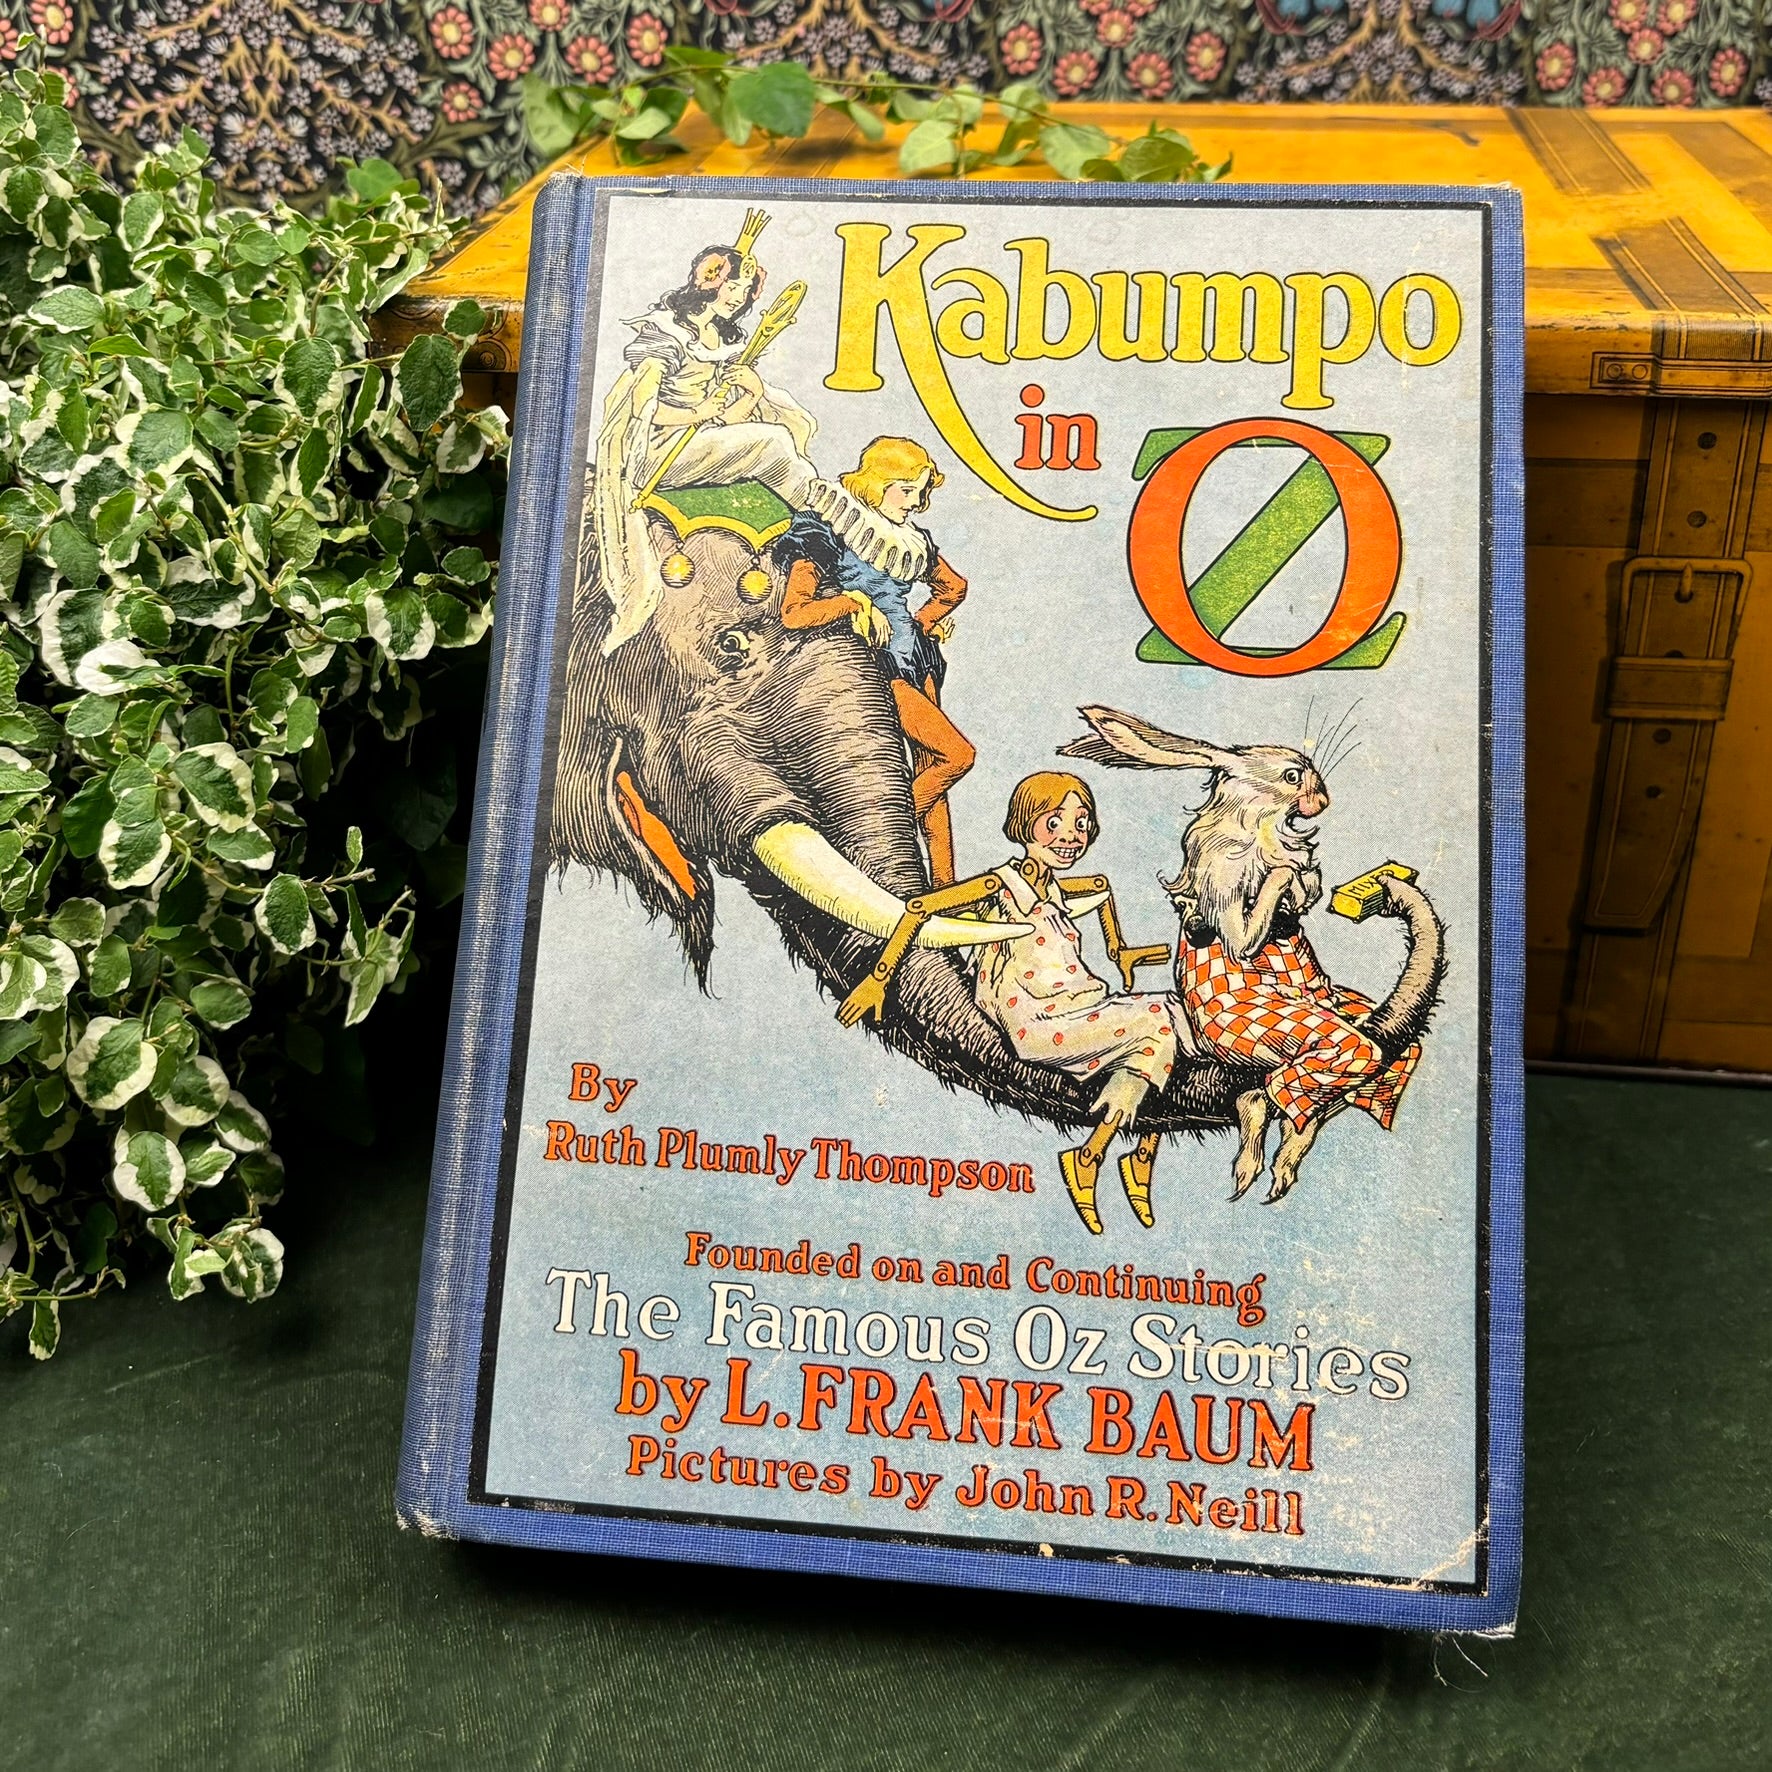 Kabumpo
in
OZ
MIX
By
Ruth Plumly Thompson
Founded on and Continuing
The Famous Oz Stories
by L. FRANK BAUM
Pictures by John R. Neill